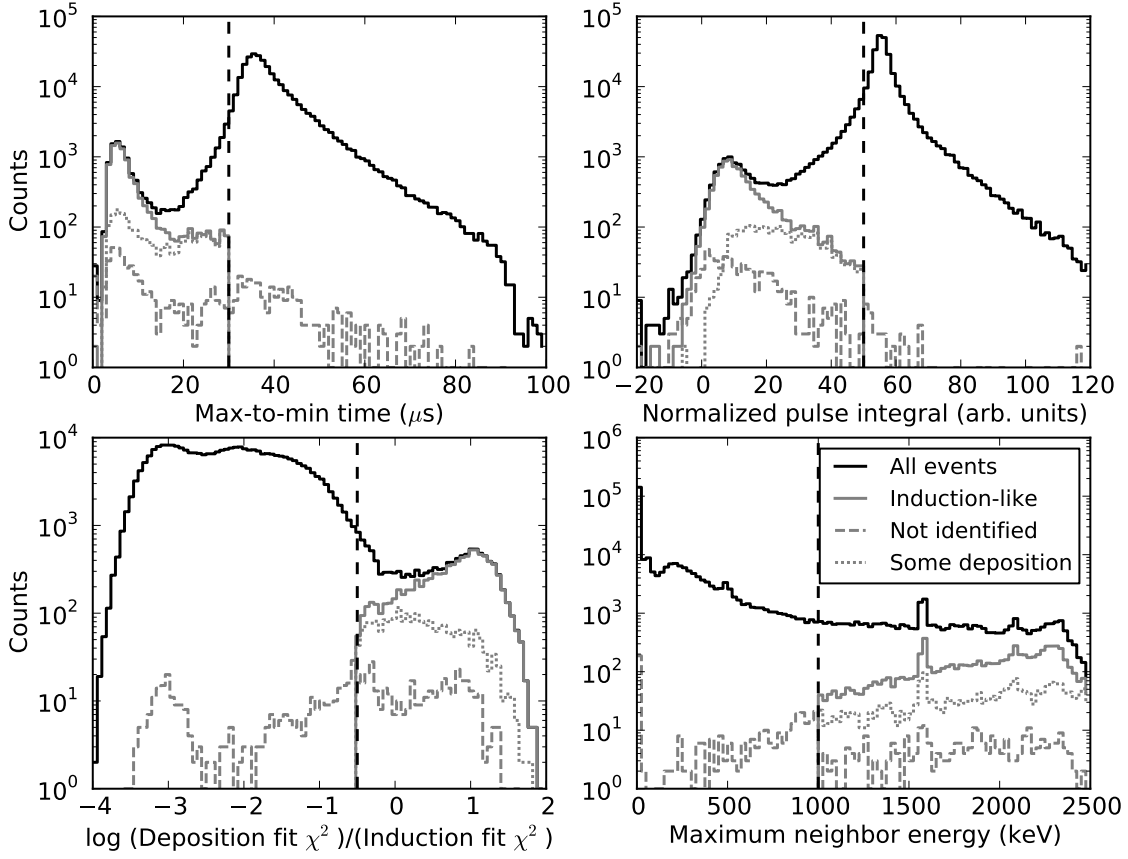 10^5
10^4
10^3
10^2
10^1
10^0
Counts
0 20 40 60 80 100
Max-to-min time (μs)
10^5
10^4
10^3
10^2
10^1
10^0
−20 0 20 40 60 80 100 120
Normalized pulse integral (arb. units)
10^4
10^3
10^2
10^1
10^0
Counts
−4 −3 −2 −1 0 1 2
log (Deposition fit χ^2 )/(Induction fit χ^2 )
10^6
10^5
10^4
10^3
10^2
10^1
10^0
All events
Induction-like
Not identified
Some deposition
0 500 1000 1500 2000 2500
Maximum neighbor energy (keV)